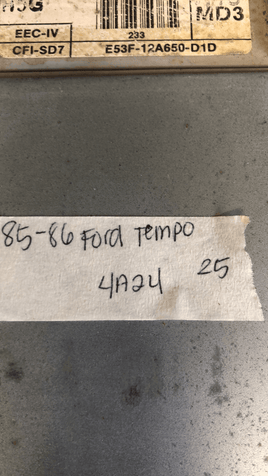 MD3
EEC-IV
233
CFI-SD7
E53F-12A650-D1D
85-86 Ford Tempo
4A24
25